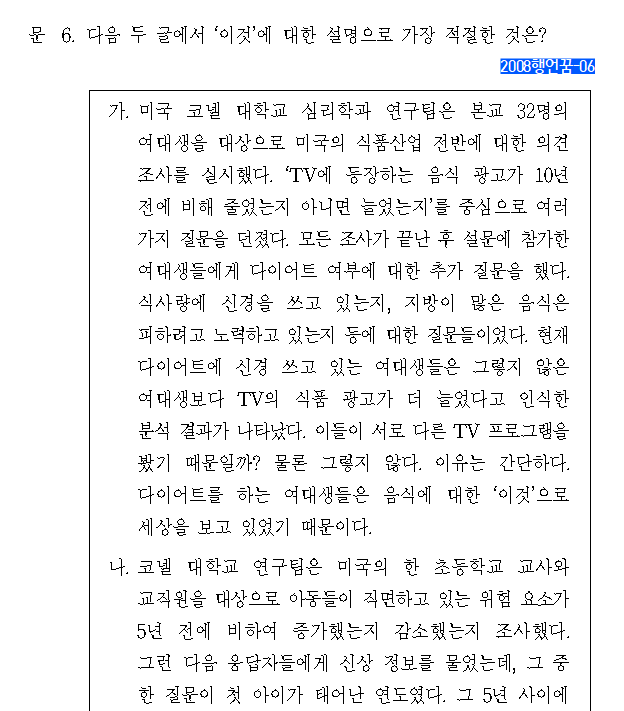 문 6. 다음 두 글에서 ‘이것’에 대한 설명으로 가장 적절한 것은?
2008행언꿈-06
가. 미국 코넬 대학교 심리학과 연구팀은 본교 32명의
여대생을 대상으로 미국의 식품산업 전반에 대한 의견
조사를 실시했다. ‘TV에 등장하는 음식 광고가 10년
전에 비해 줄었는지 아니면 늘었는지’를 중심으로 여러
가지 질문을 던졌다. 모든 조사가 끝난 후 설문에 참가한
여대생들에게 다이어트 여부에 대한 추가 질문을 했다.
식사량에 신경을 쓰고 있는지, 지방이 많은 음식은
피하려고 노력하고 있는지 등에 대한 질문들이었다. 현재
다이어트에 신경 쓰고 있는 여대생들은 그렇지 않은
여대생보다 TV의 식품 광고가 더 늘었다고 인식한
분석 결과가 나타났다. 이들이 서로 다른 TV 프로그램을
봤기 때문일까? 물론 그렇지 않다. 이유는 간단하다.
다이어트를 하는 여대생들은 음식에 대한 ‘이것’으로
세상을 보고 있었기 때문이다.
나. 코넬 대학교 연구팀은 미국의 한 초등학교 교사와
교직원을 대상으로 아동들이 직면하고 있는 위험 요소가
5년 전에 비하여 증가했는지 감소했는지 조사했다.
그런 다음 응답자들에게 신상 정보를 물었는데, 그 중
한 질문이 첫 아이가 태어난 연도였다. 그 5년 사이에